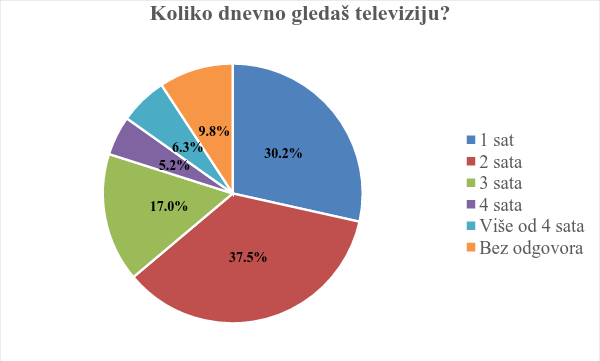 Koliko dnevno gledaš televiziju?
9.8%
30.2%
6.3%
5.2%
17.0%
37.5%
1 sat
2 sata
3 sata
4 sata
Više od 4 sata
Bez odgovora